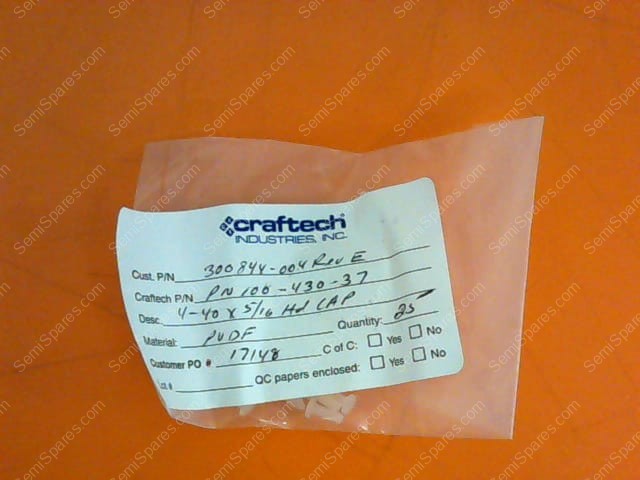 craftech
INDUSTRIES, INC.
Cust. P/N 300844-004 Rev E
Craftech P/N PN 100-430-37
Desc. 4-40 x 5/16 Hd CAP
Material: PVDF Quantity: 25
Customer PO # 17148 C of C: Yes No
Lot # QC papers enclosed: Yes No
SemiSpares.com